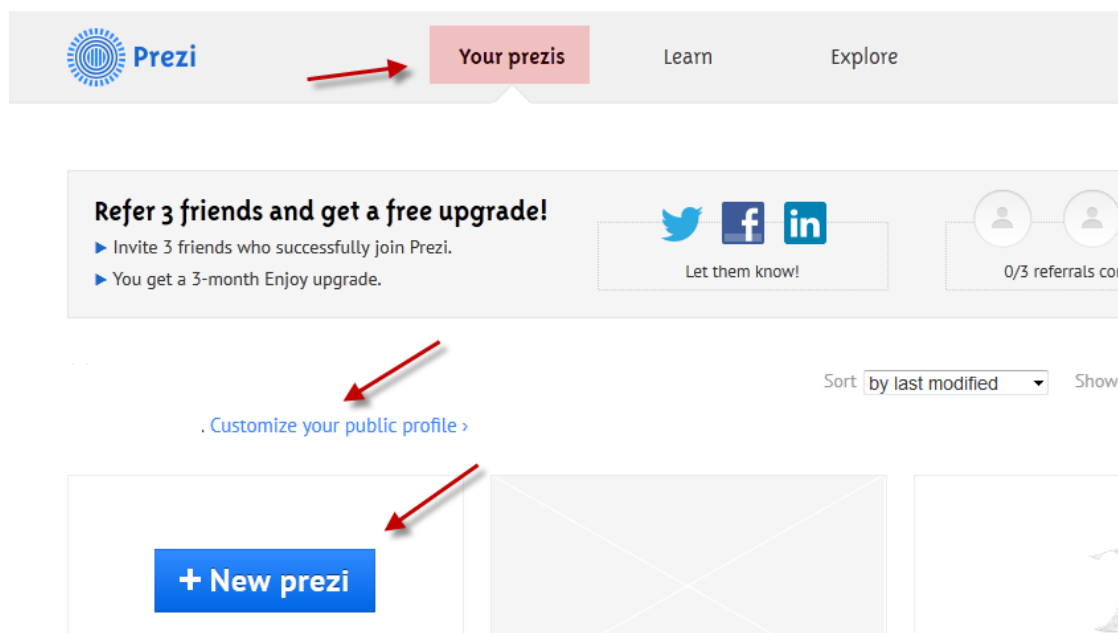 Prezi
Your prezis
Learn
Explore
Refer 3 friends and get a free upgrade!
Invite 3 friends who successfully join Prezi.
You get a 3-month Enjoy upgrade.
Let them know!
0/3 referrals
Sort by last modified
Show
. Customize your public profile ›
+ New prezi